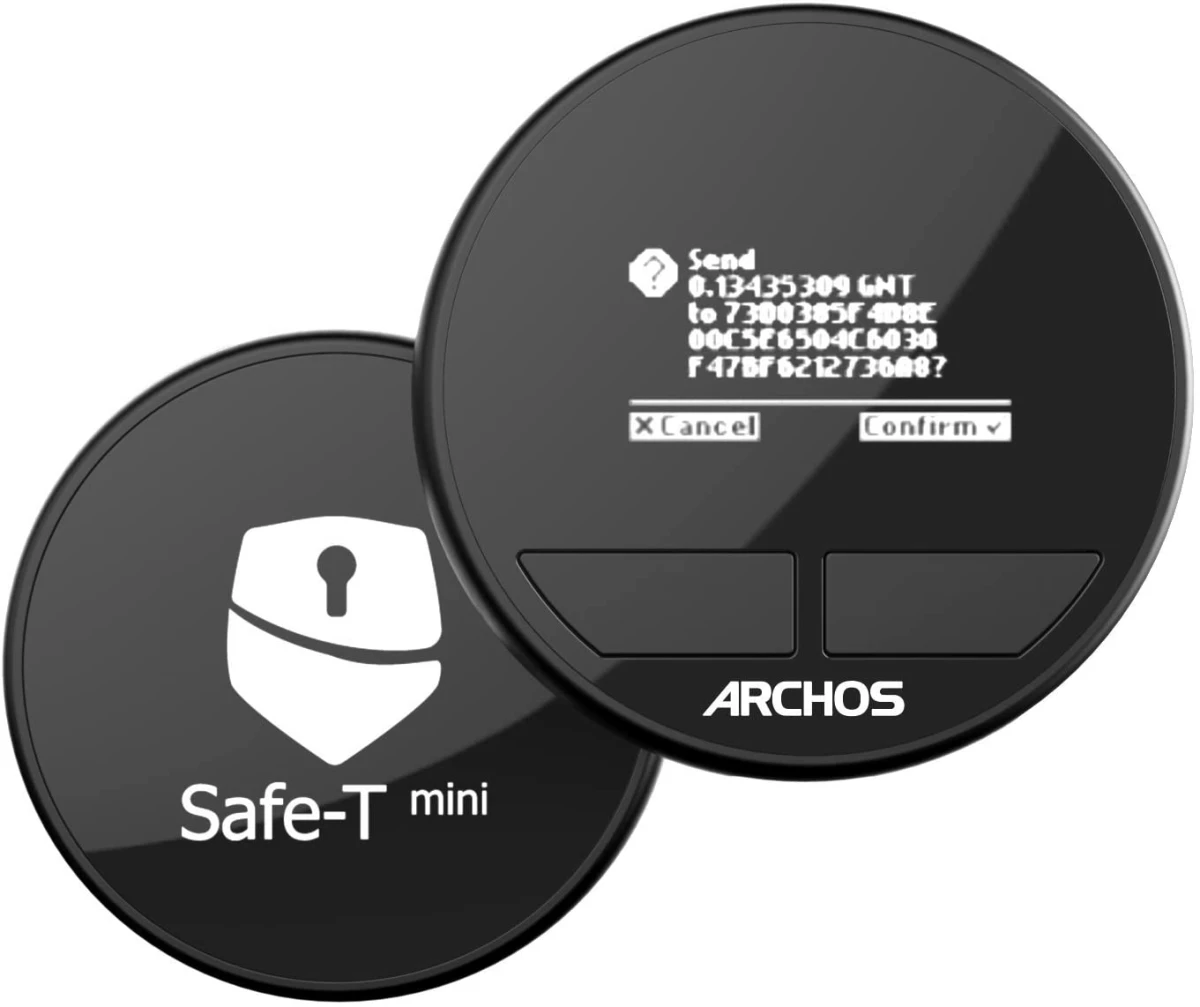 Send
0.13435309 GNT
to 7300385F4D8E
00C5E6504C6030
F47BF6212736A8?
Cancel Confirm
ARCHOS
Safe-T mini